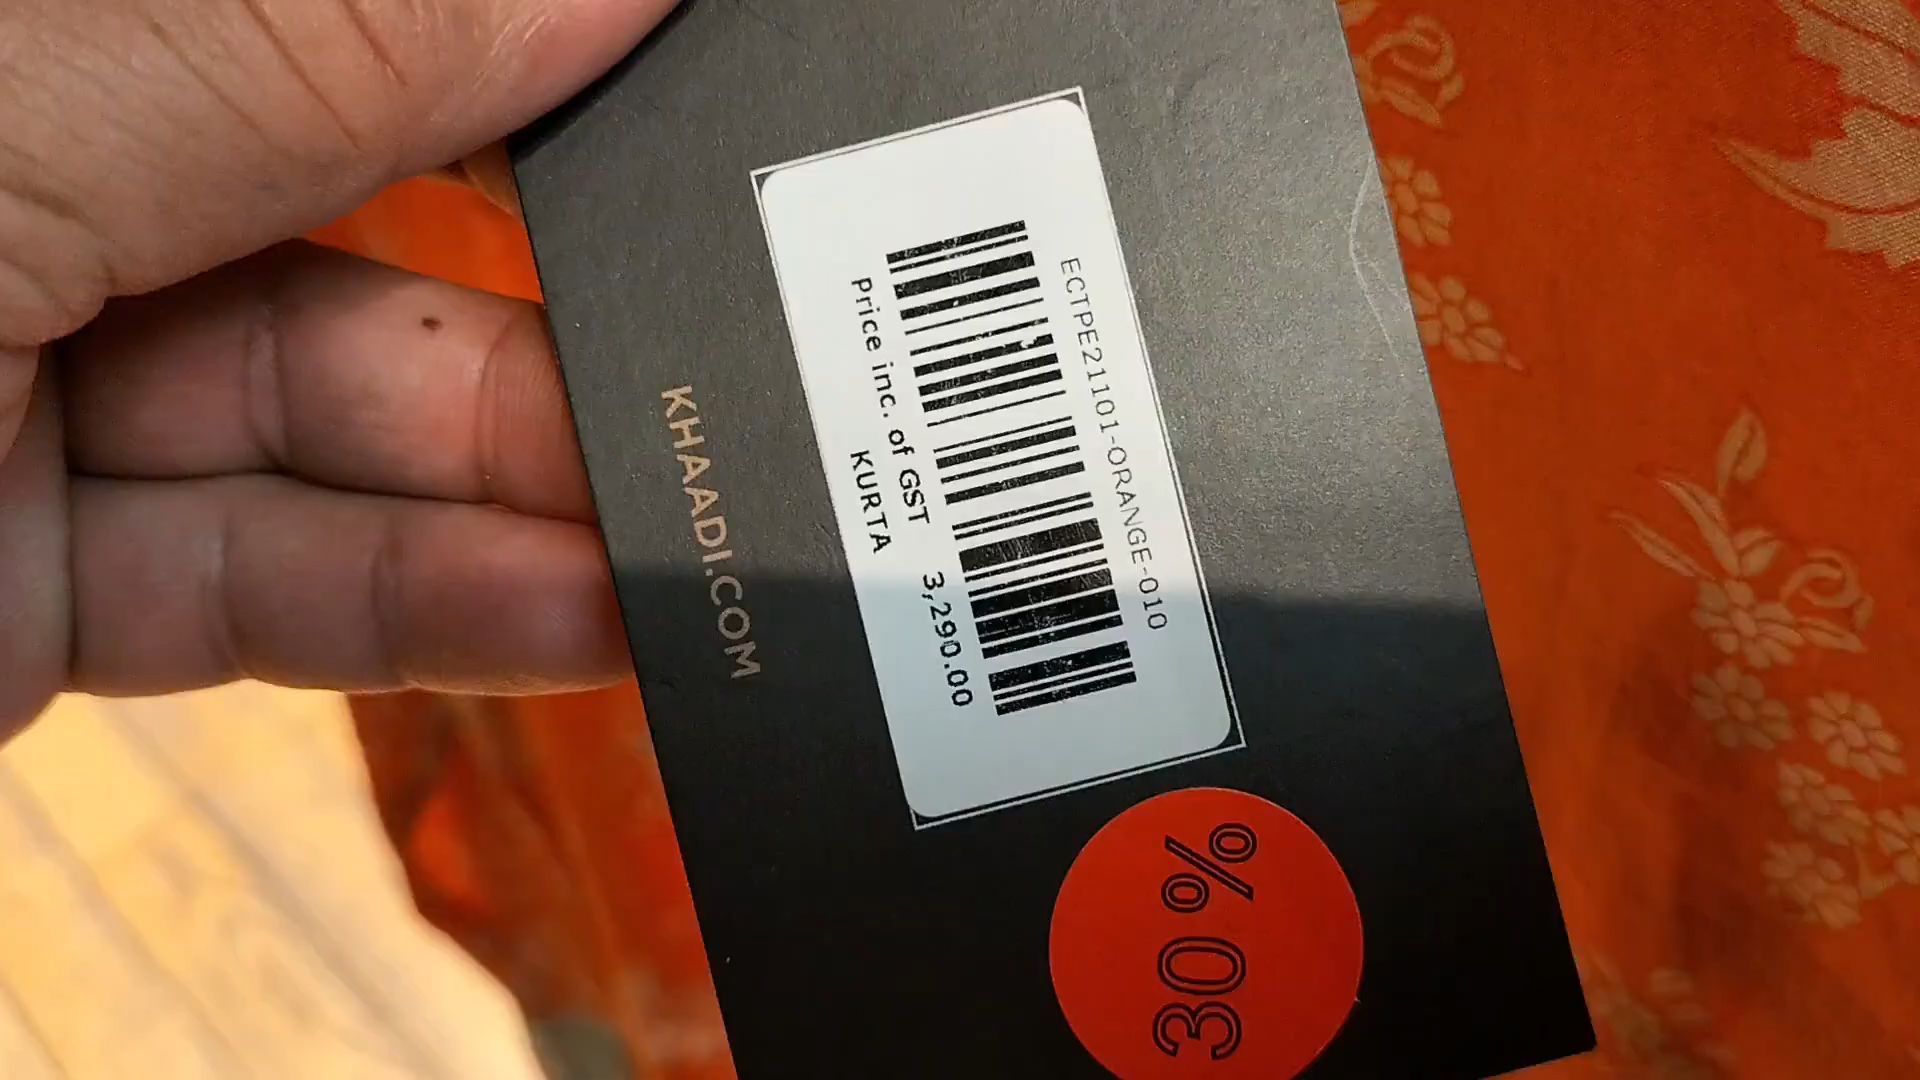 ECTPE21101-ORANGE-010
Price inc. of GST 3,290.00
KURTA
KHAADI.COM
30 %